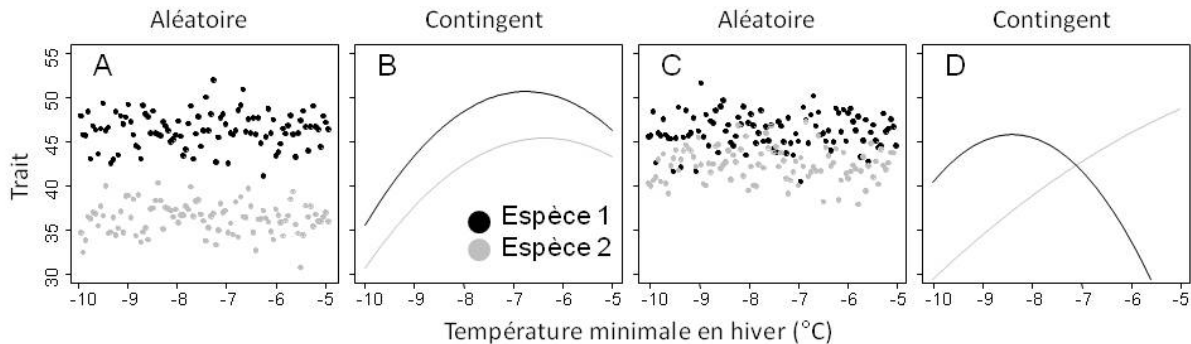 Aléatoire Contingent Aléatoire Contingent
A B C D
55
50
45
40
35
30
Trait
Espèce 1
Espèce 2
-10 -9 -8 -7 -6 -5 -10 -9 -8 -7 -6 -5 -10 -9 -8 -7 -6 -5 -10 -9 -8 -7 -6 -5
Température minimale en hiver (°C)